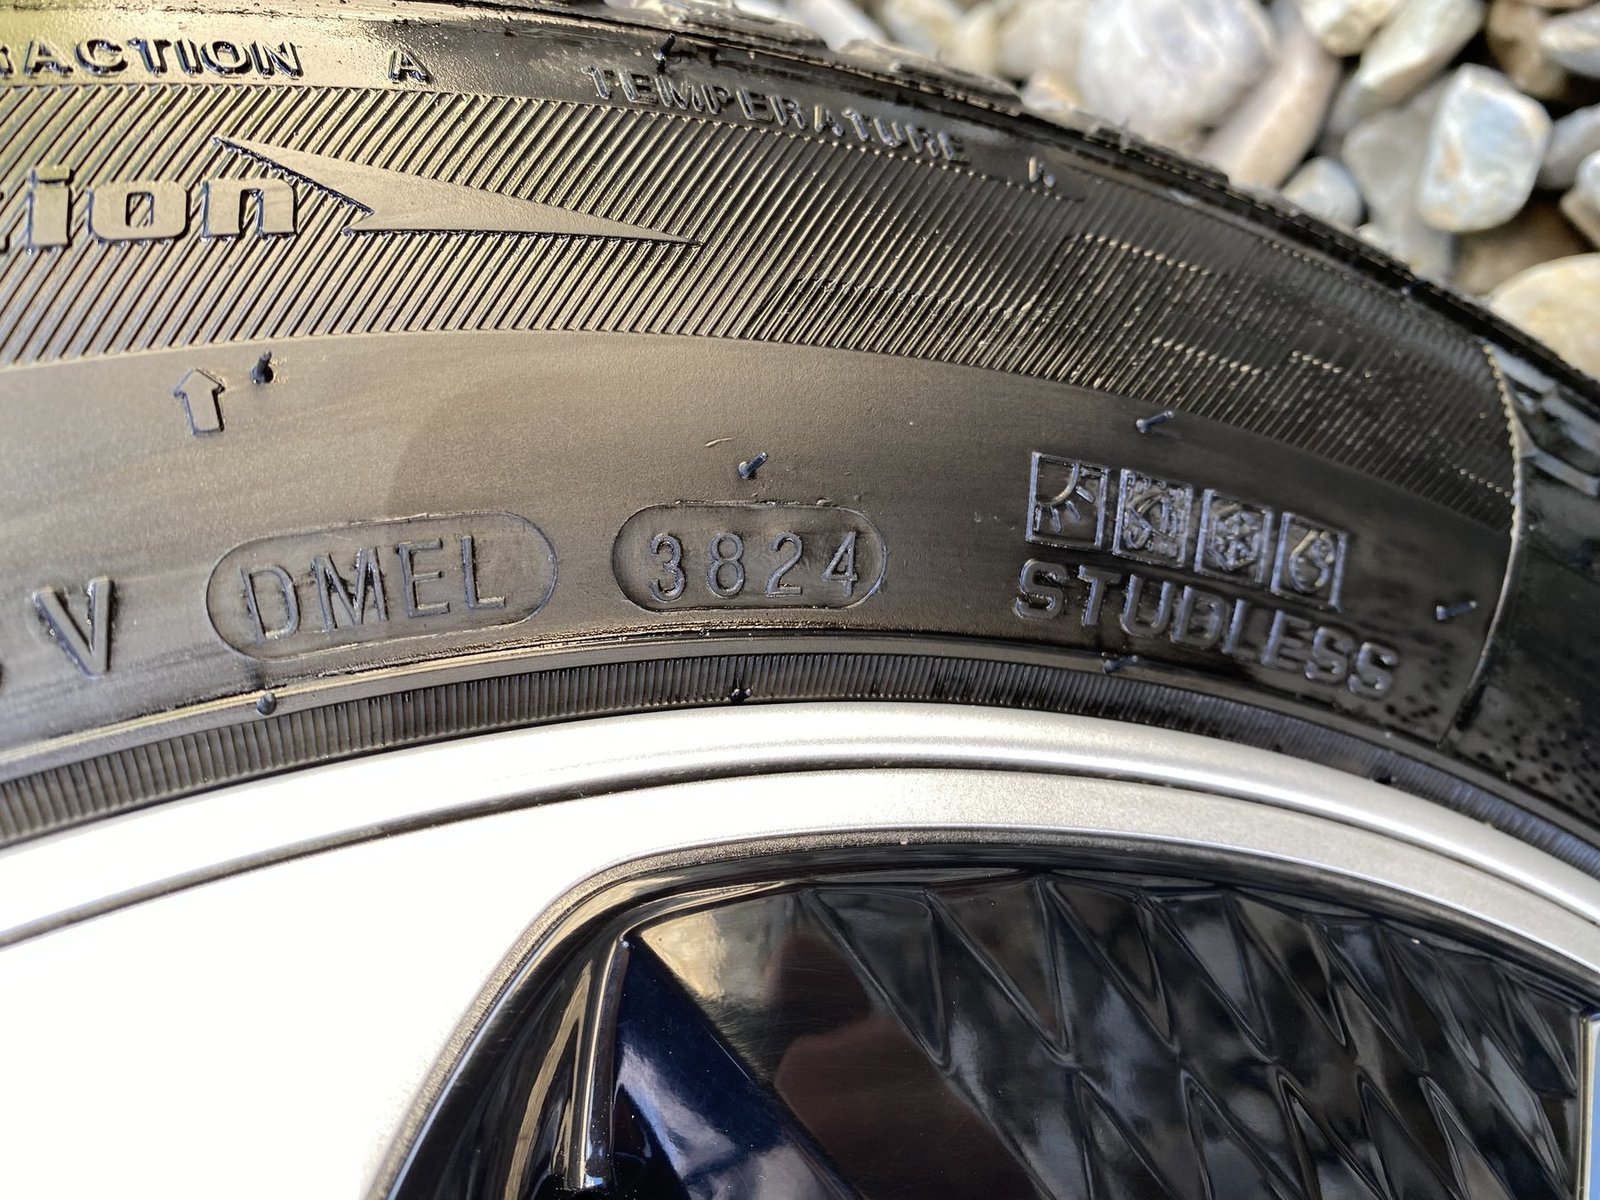 TRACTION A TEMPERATURE
tion
V DMEL 3824
STUDLESS